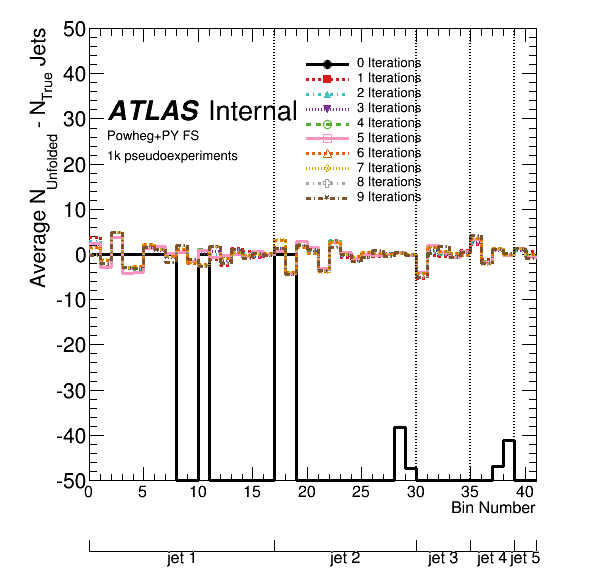 Average N_Unfolded - N_True Jets
50
40
30
20
10
0
-10
-20
-30
-40
-50
ATLAS Internal
Powheg+PY FS
1k pseudoexperiments
0 Iterations
1 Iterations
2 Iterations
3 Iterations
4 Iterations
5 Iterations
6 Iterations
7 Iterations
8 Iterations
9 Iterations
0 5 10 15 20 25 30 35 40
Bin Number
jet 1 jet 2 jet 3 jet 4 jet 5